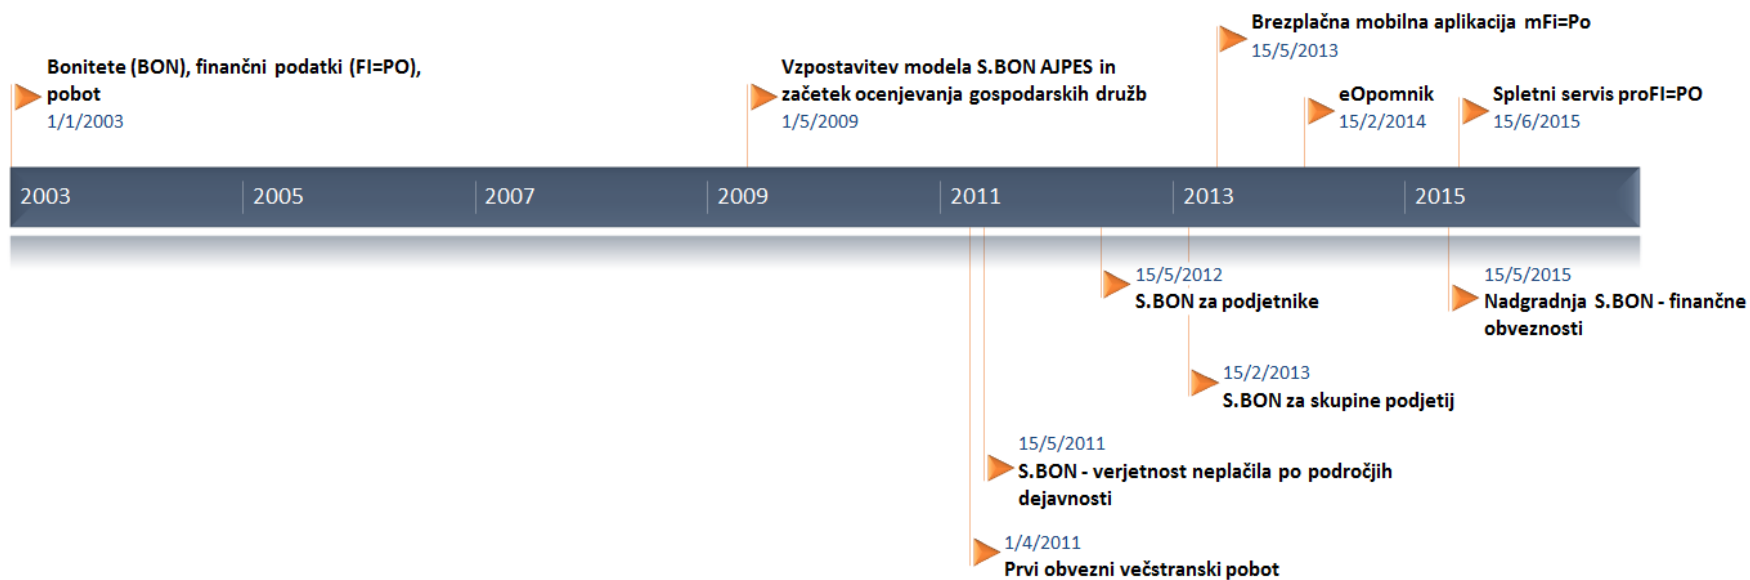 Bonitete (BON), finančni podatki (FI=PO),
pobot
1/1/2003
Vzpostavitev modela S.BON AJPES in
začetek ocenjevanja gospodarskih družb
1/5/2009
Brezplačna mobilna aplikacija mFi=Po
15/5/2013
eOpomnik
15/2/2014
Spletni servis proFI=PO
15/6/2015
2003
2005
2007
2009
2011
2013
2015
15/5/2012
S.BON za podjetnike
15/5/2015
Nadgradnja S.BON - finančne
obveznosti
15/2/2013
S.BON za skupine podjetij
15/5/2011
S.BON - verjetnost neplačila po področjih
dejavnosti
1/4/2011
Prvi obvezni večstranski pobot